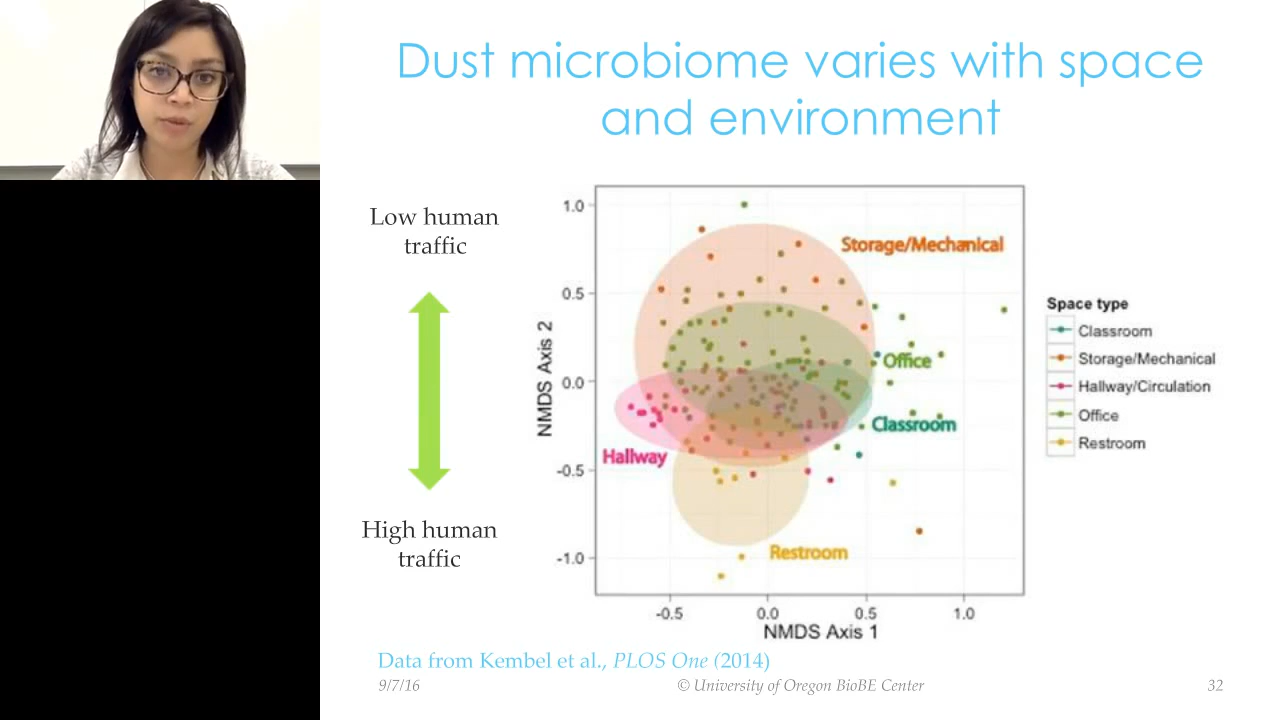 Dust microbiome varies with space
and environment
Low human
traffic
High human
traffic
1.0
0.5
0.0
-0.5
-1.0
NMDS Axis 2
-0.5
0.0
0.5
1.0
NMDS Axis 1
Storage/Mechanical
Office
Classroom
Hallway
Restroom
Space type
Classroom
Storage/Mechanical
Hallway/Circulation
Office
Restroom
Data from Kembel et al., PLOS One (2014)
9/7/16
© University of Oregon BioBE Center
32